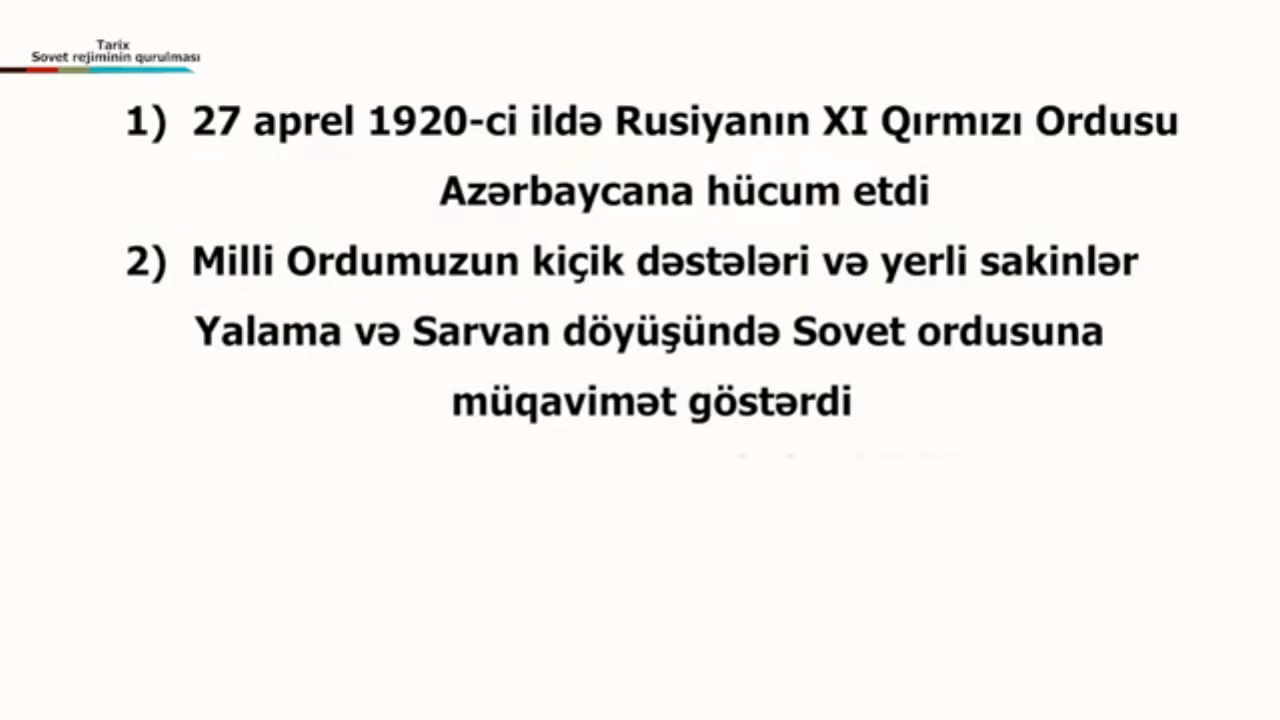 Tarix
Sovet rejiminin qurulması
1) 27 aprel 1920-ci ildə Rusiyanın XI Qırmızı Ordusu
Azərbaycana hücum etdi
2) Milli Ordumuzun kiçik dəstələri və yerli sakinlər
Yalama və Sarvan döyüşündə Sovet ordusuna
müqavimət göstərdi